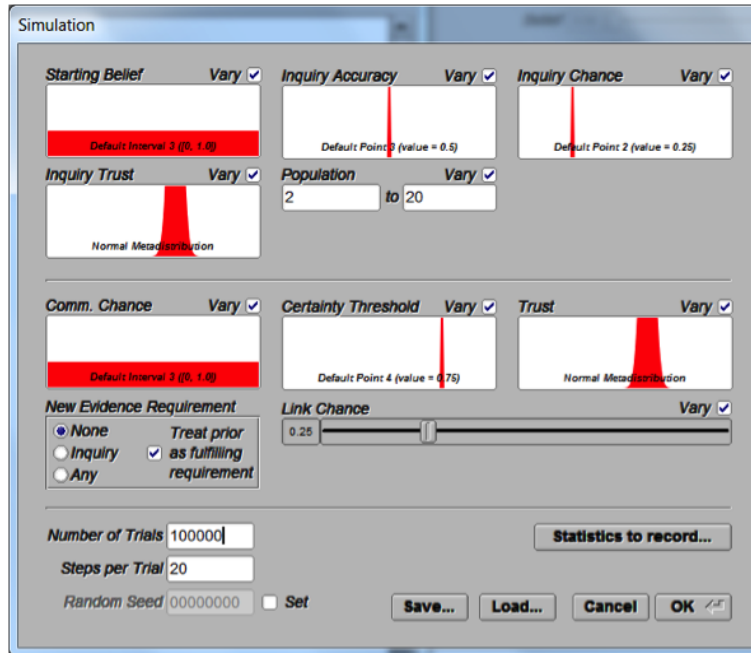 Simulation
Starting Belief Vary
Inquiry Accuracy Vary
Inquiry Chance Vary
Default Interval 3 ([0, 1.0])
Default Point 3 (value = 0.5)
Default Point 2 (value = 0.25)
Inquiry Trust Vary
Population Vary
2 to 20
Normal Metadistribution
Comm. Chance Vary
Certainty Threshold Vary
Trust Vary
Default Interval 3 ([0, 1.0])
Default Point 4 (value = 0.75)
Normal Metadistribution
New Evidence Requirement
None
Inquiry
Any
Treat prior
as fulfilling
requirement
Link Chance Vary
0.25
Number of Trials 100000
Statistics to record...
Steps per Trial 20
Random Seed 00000000 Set
Save... Load... Cancel OK